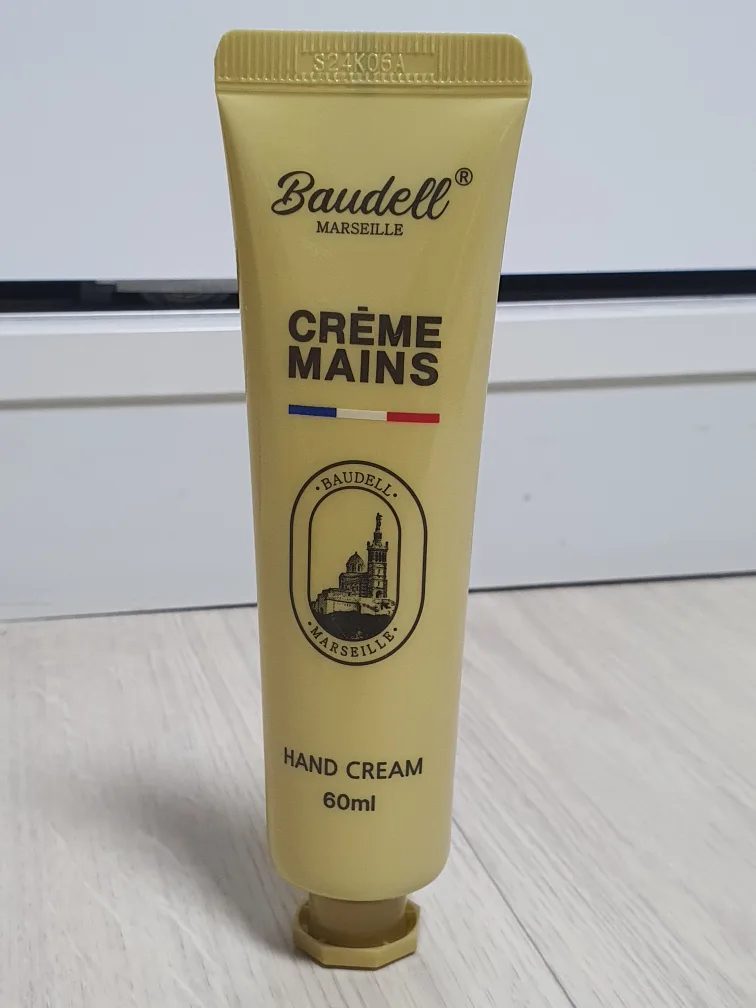 S24K05A
Baudell®
MARSEILLE
CRÈME
MAINS
·BAUDELL·
·MARSEILLE·
HAND CREAM
60ml